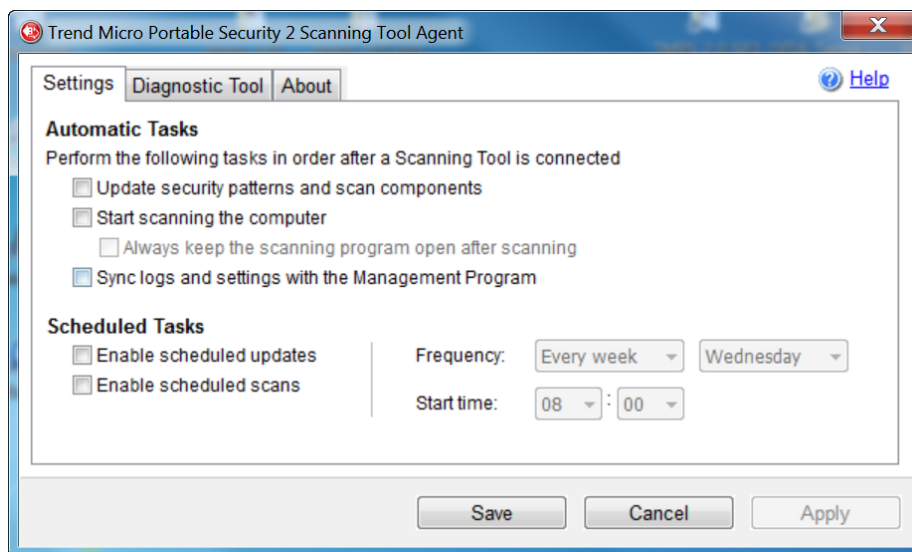 Trend Micro Portable Security 2 Scanning Tool Agent
Settings Diagnostic Tool About Help
Automatic Tasks
Perform the following tasks in order after a Scanning Tool is connected
Update security patterns and scan components
Start scanning the computer
Always keep the scanning program open after scanning
Sync logs and settings with the Management Program
Scheduled Tasks
Enable scheduled updates
Enable scheduled scans
Frequency: Every week Wednesday
Start time: 08 : 00
Save Cancel Apply